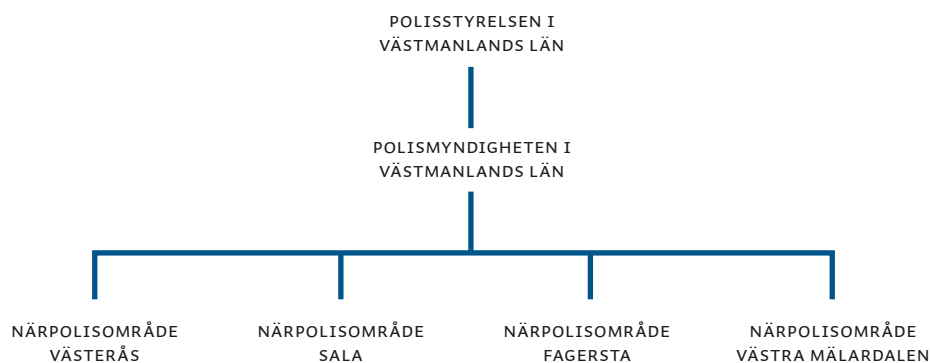 POLISSTYRELSEN I
VÄSTMANLANDS LÄN
POLISMYNDIGHETEN I
VÄSTMANLANDS LÄN
NÄRPOLISOMRÅDE
VÄSTERÅS
NÄRPOLISOMRÅDE
SALA
NÄRPOLISOMRÅDE
FAGERSTA
NÄRPOLISOMRÅDE
VÄSTRA MÄLARDALEN